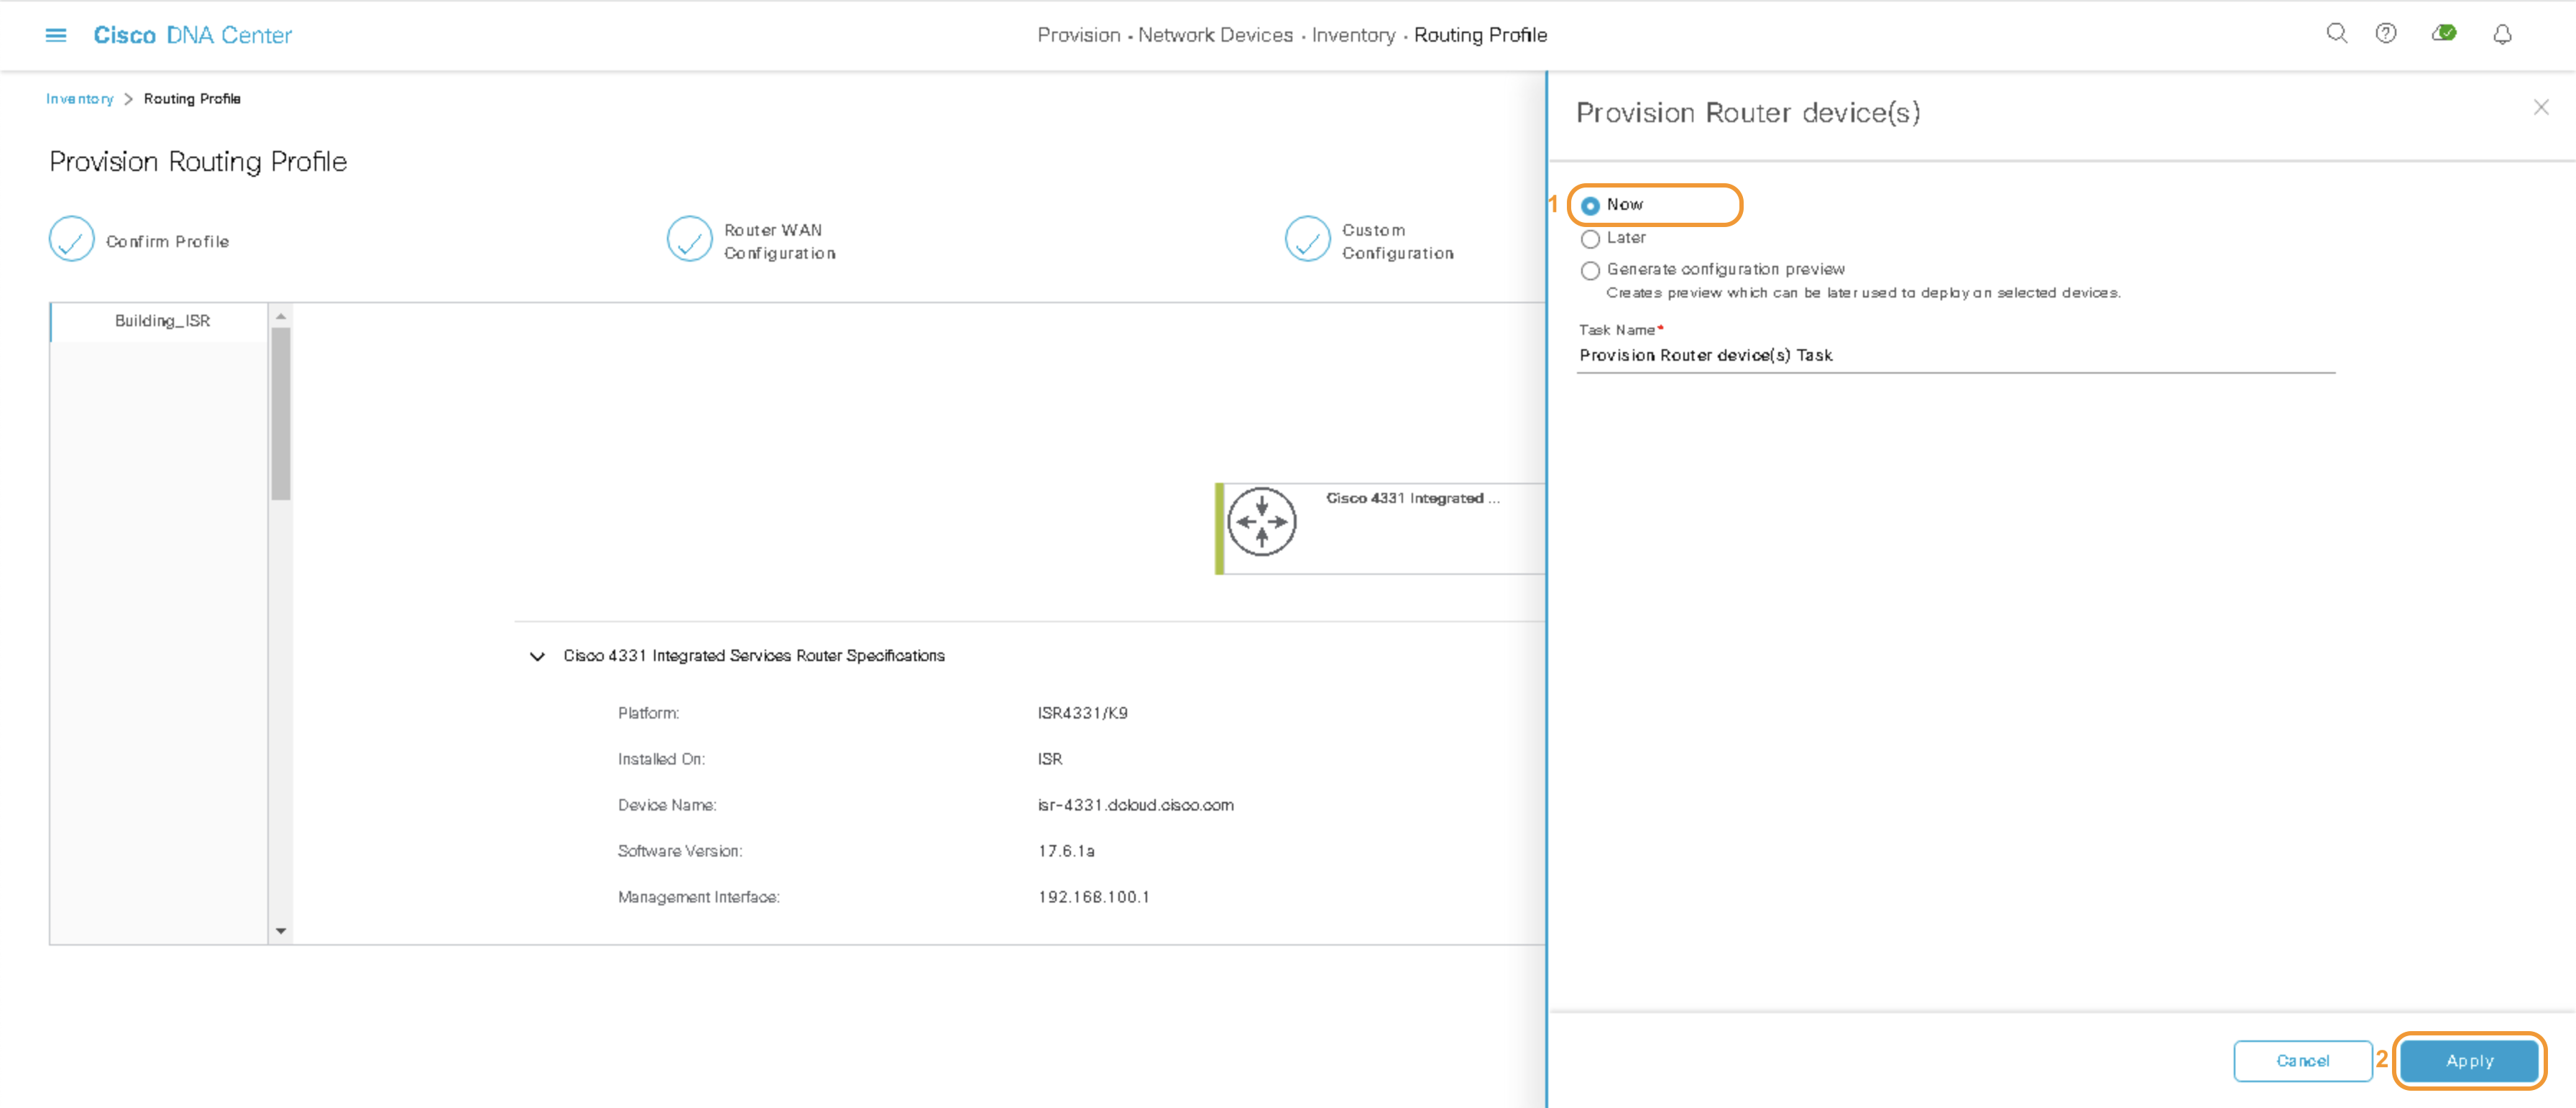 Cisco DNA Center
Provision • Network Devices • Inventory • Routing Profile
Inventory > Routing Profile
Provision Routing Profile
Confirm Profile
Router WAN
Configuration
Custom
Configuration
Building_ISR
Cisco 4331 Integrated ...
Cisco 4331 Integrated Services Router Specifications
Platform: ISR4331/K9
Installed On: ISR
Device Name: isr-4331.dcloud.cisco.com
Software Version: 17.6.1a
Management Interface: 192.168.100.1
Provision Router device(s)
1
Now
Later
Generate configuration preview
Creates preview which can be later used to deploy on selected devices.
Task Name*
Provision Router device(s) Task
Cancel
2
Apply